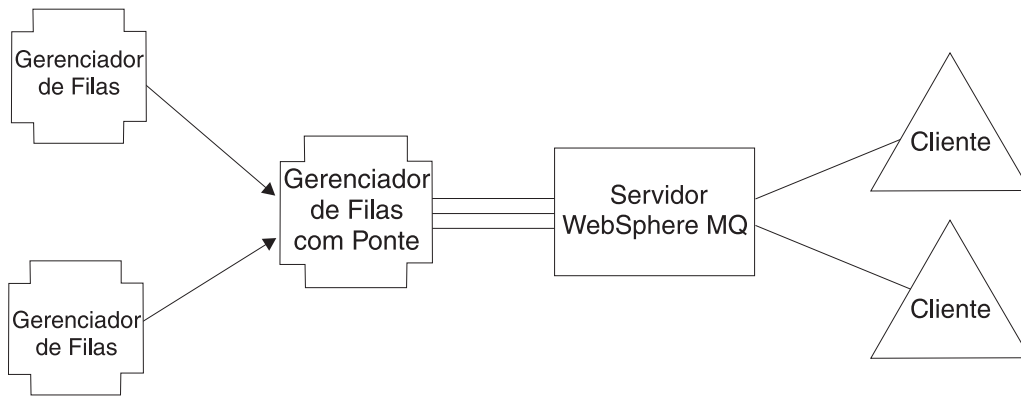 Gerenciador
de Filas
Gerenciador
de Filas
Gerenciador
de Filas
com Ponte
Servidor
WebSphere MQ
Cliente
Cliente